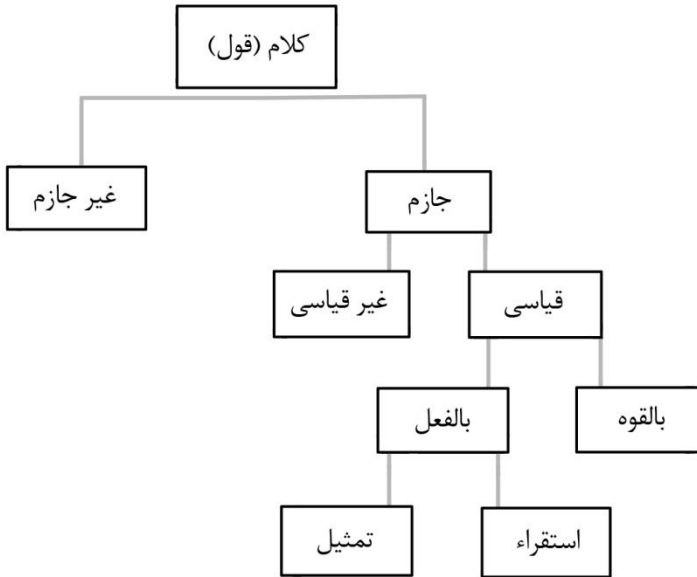 کلام (قول)
جازم
غیر جازم
قیاسی
غیر قیاسی
بالقوه
بالفعل
استقراء
تمثیل